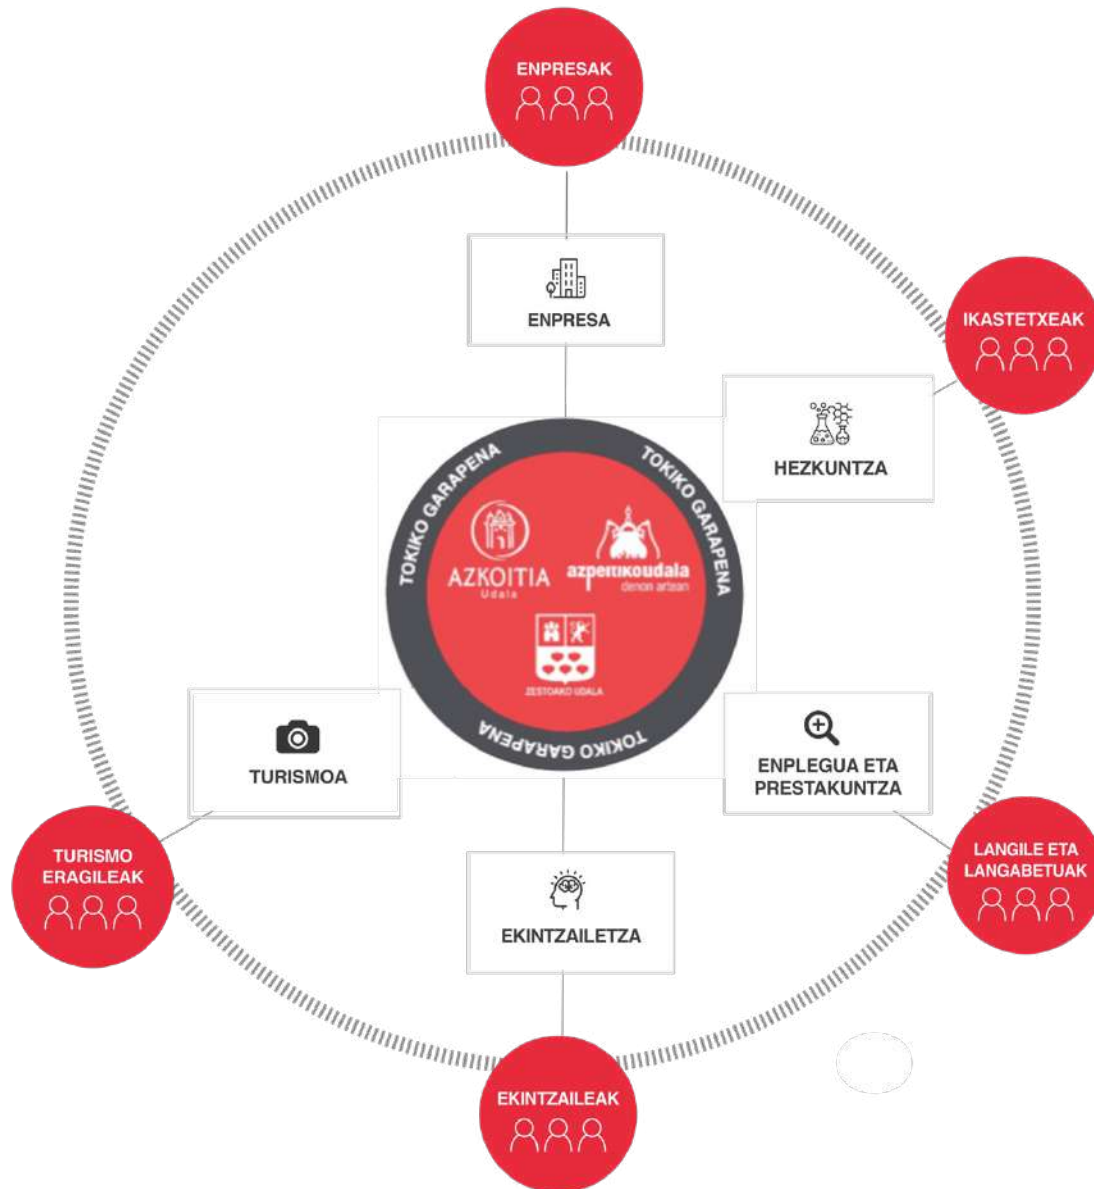 ENPRESAK
ENPRESA
IKASTETXEAK
HEZKUNTZA
TOKIKO GARAPENA
TOKIKO GARAPENA
AZKOITIA
Udala
azpeitikoudala
denon artean
ZESTOAKO UDALA
TOKIKO GARAPENA
TURISMOA
ENPLEGUA ETA
PRESTAKUNTZA
TURISMO
ERAGILEAK
LANGILE ETA
LANGABETUAK
EKINTZAILETZA
EKINTZAILEAK